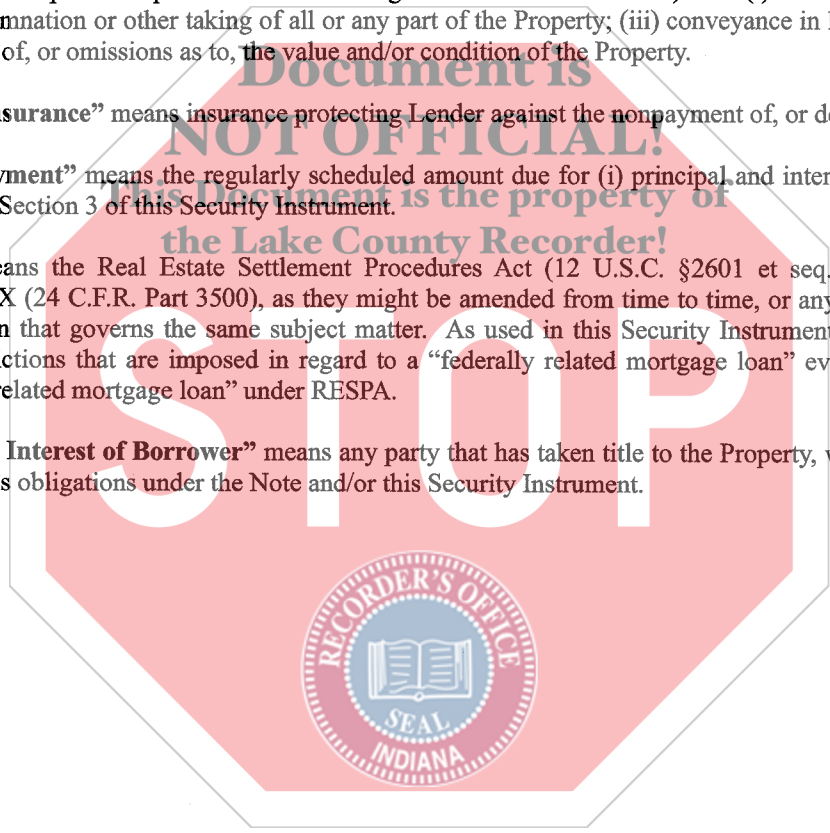 mnation or other taking of all or any part of the Property; (iii) conveyance in
of, or omissions as to, the value and/or condition of the Property.
Document is
surance” means insurance protecting Lender against the nonpayment of, or d
NOT OFFICIAL!
ment” means the regularly scheduled amount due for (i) principal and inter
This Document is the property of
Section 3 of this Security Instrument.
the Lake County Recorder!
eans the Real Estate Settlement Procedures Act (12 U.S.C. §2601 et seq.
X (24 C.F.R. Part 3500), as they might be amended from time to time, or any
n that governs the same subject matter. As used in this Security Instrument
ctions that are imposed in regard to a “federally related mortgage loan” ev
elated mortgage loan” under RESPA.
STOP
Interest of Borrower” means any party that has taken title to the Property,
s obligations under the Note and/or this Security Instrument.
RECORDER'S OFFICE
SEAL
INDIANA